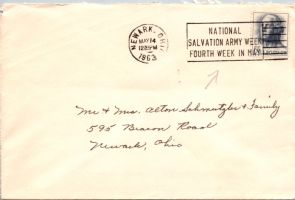 NEWARK, OHIO
MAY 14
1963
NATIONAL
SALVATION ARMY WEEK
FOURTH WEEK IN MAY
Mr & Mrs. Alton Schmutzler & Family
595 Beacon Road
Newark, Ohio